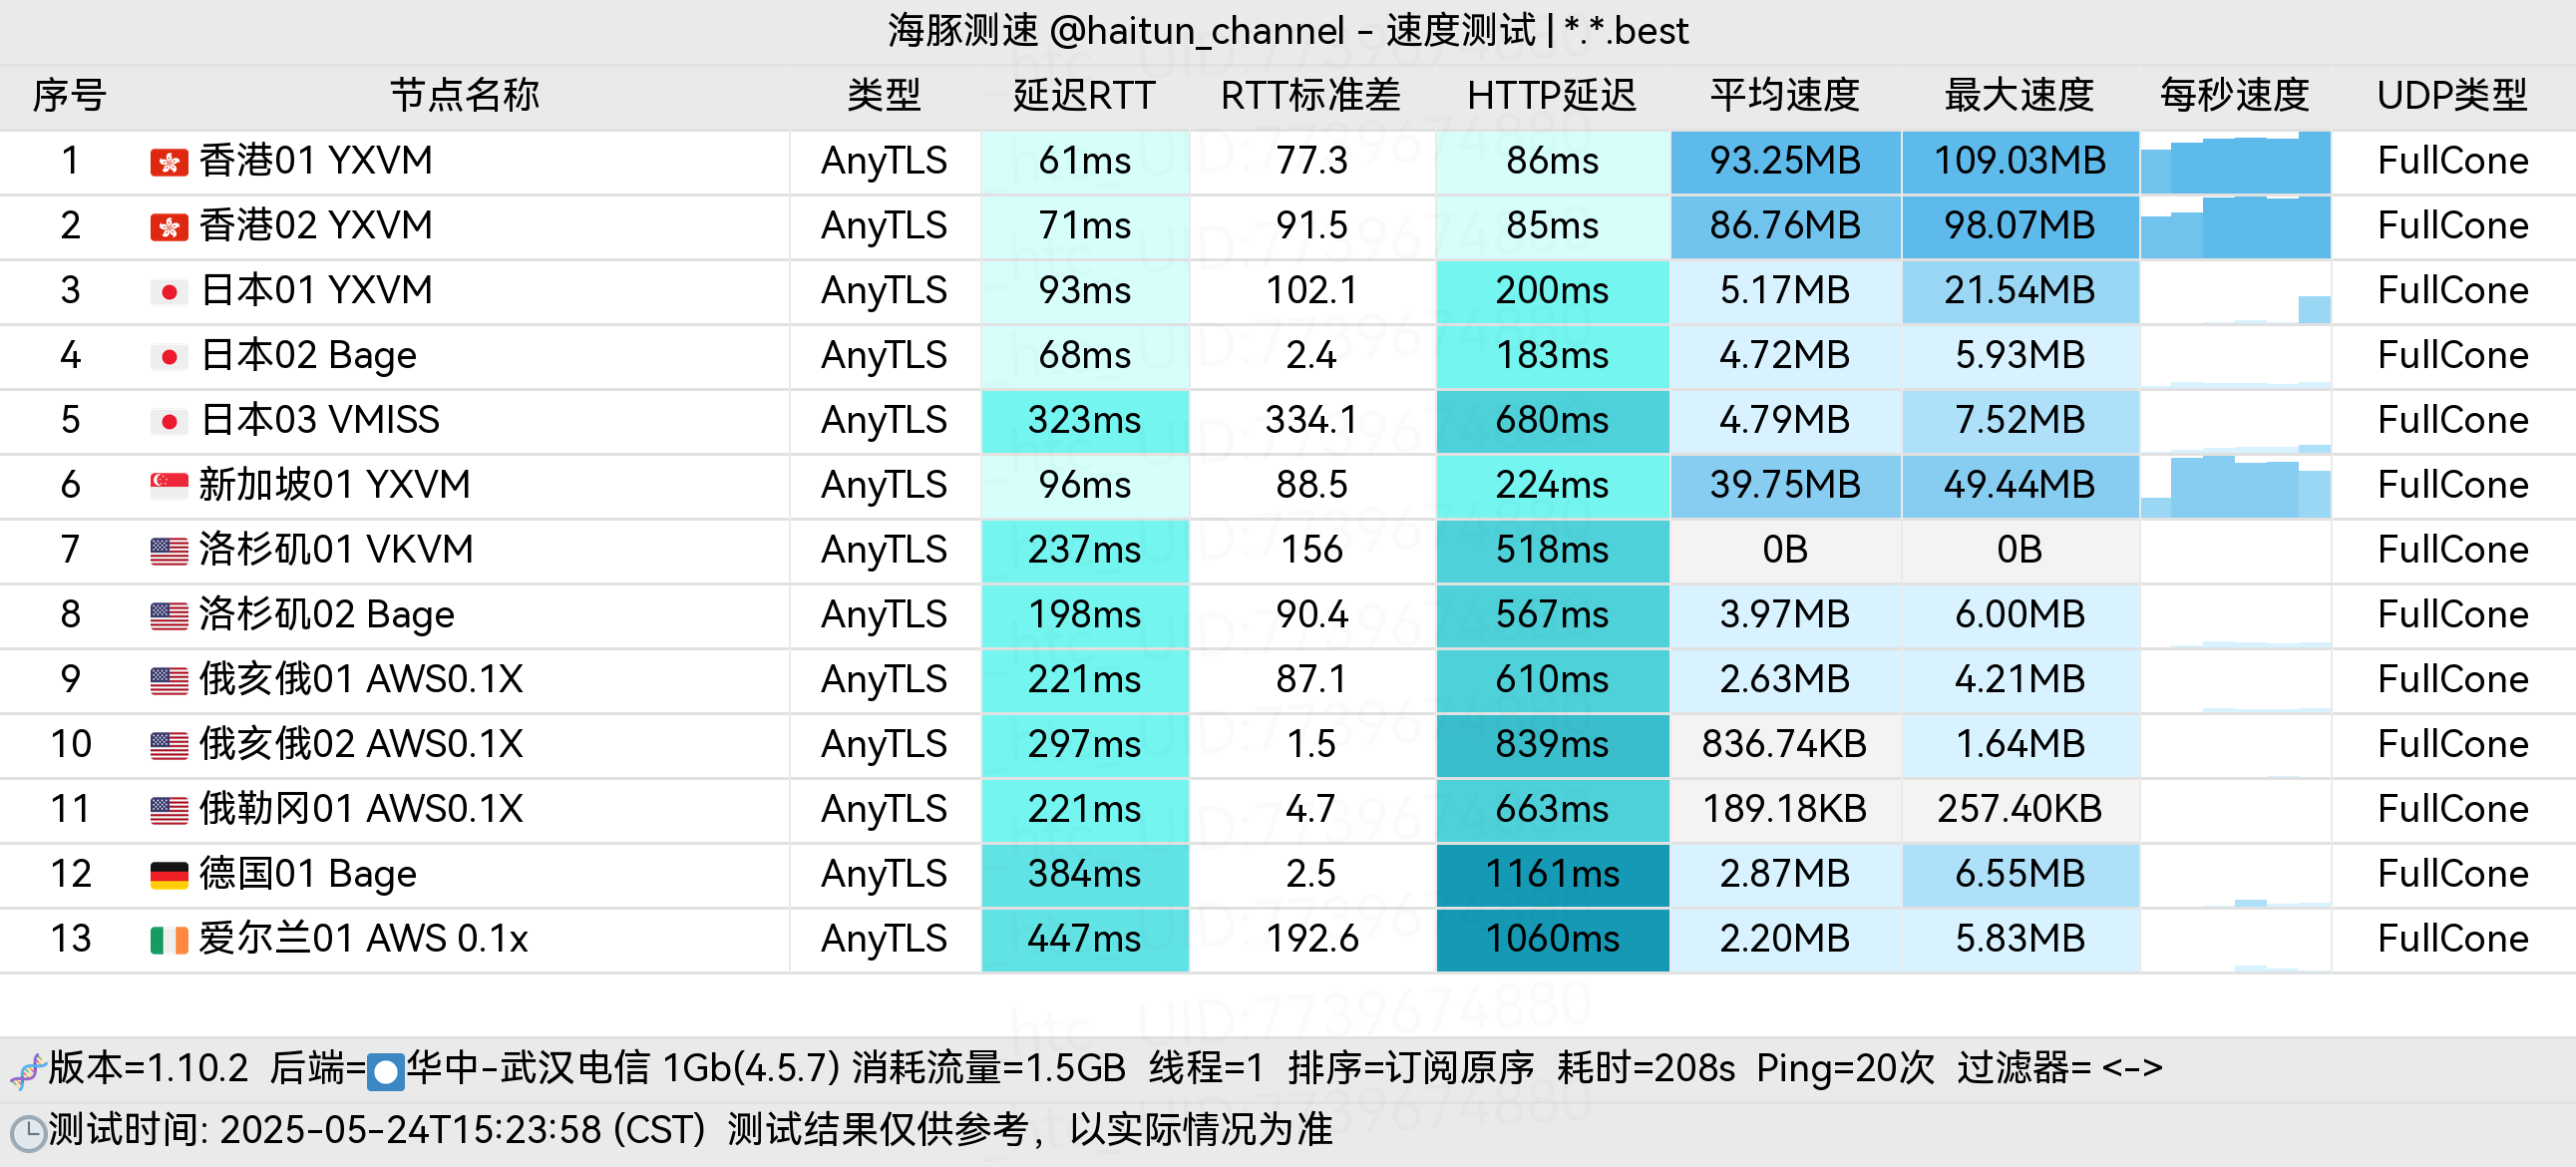 海豚测速 @haitun_channel - 速度测试 | *.*.best
序号 节点名称 类型 延迟RTT RTT标准差 HTTP延迟 平均速度 最大速度 每秒速度 UDP类型
1 香港01 YXVM AnyTLS 61ms 77.3 86ms 93.25MB 109.03MB FullCone
2 香港02 YXVM AnyTLS 71ms 91.5 85ms 86.76MB 98.07MB FullCone
3 日本01 YXVM AnyTLS 93ms 102.1 200ms 5.17MB 21.54MB FullCone
4 日本02 Bage AnyTLS 68ms 2.4 183ms 4.72MB 5.93MB FullCone
5 日本03 VMISS AnyTLS 323ms 334.1 680ms 4.79MB 7.52MB FullCone
6 新加坡01 YXVM AnyTLS 96ms 88.5 224ms 39.75MB 49.44MB FullCone
7 洛杉矶01 VKVM AnyTLS 237ms 156 518ms 0B 0B FullCone
8 洛杉矶02 Bage AnyTLS 198ms 90.4 567ms 3.97MB 6.00MB FullCone
9 俄亥俄01 AWS0.1X AnyTLS 221ms 87.1 610ms 2.63MB 4.21MB FullCone
10 俄亥俄02 AWS0.1X AnyTLS 297ms 1.5 839ms 836.74KB 1.64MB FullCone
11 俄勒冈01 AWS0.1X AnyTLS 221ms 4.7 663ms 189.18KB 257.40KB FullCone
12 德国01 Bage AnyTLS 384ms 2.5 1161ms 2.87MB 6.55MB FullCone
13 爱尔兰01 AWS 0.1x AnyTLS 447ms 192.6 1060ms 2.20MB 5.83MB FullCone
_htc_ UID:7739674880
版本=1.10.2 后端=华中-武汉电信 1Gb(4.5.7) 消耗流量=1.5GB 线程=1 排序=订阅原序 耗时=208s Ping=20次 过滤器= <->
测试时间: 2025-05-24T15:23:58 (CST) 测试结果仅供参考，以实际情况为准